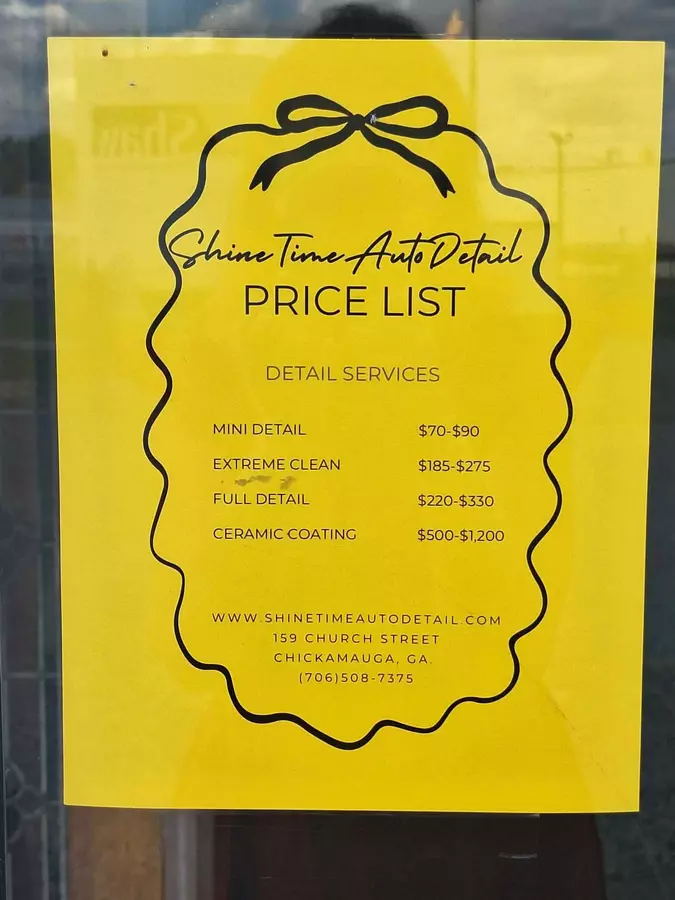 Shaw
Shine Time Auto Detail
PRICE LIST
DETAIL SERVICES
MINI DETAIL $70-$90
EXTREME CLEAN $185-$275
FULL DETAIL $220-$330
CERAMIC COATING $500-$1,200
WWW.SHINETIMEAUTODETAIL.COM
159 CHURCH STREET
CHICKAMAUGA, GA.
(706)508-7375